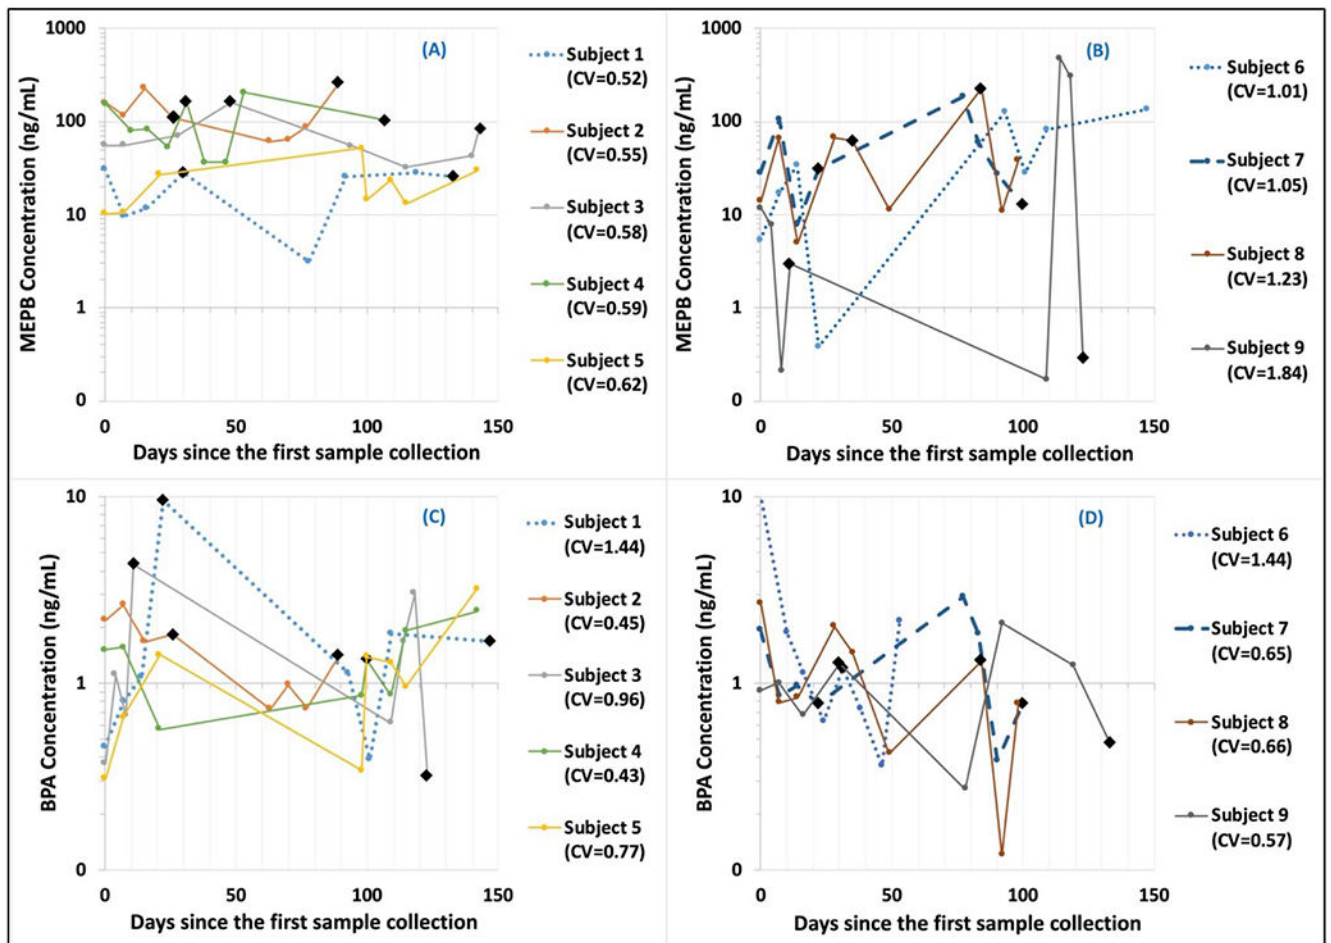 (A)
MEPB Concentration (ng/mL)
1000
100
10
1
0
0 50 100 150
Days since the first sample collection
Subject 1
(CV=0.52)
Subject 2
(CV=0.55)
Subject 3
(CV=0.58)
Subject 4
(CV=0.59)
Subject 5
(CV=0.62)
(B)
MEPB Concentration (ng/mL)
1000
100
10
1
0
0 50 100 150
Days since the first sample collection
Subject 6
(CV=1.01)
Subject 7
(CV=1.05)
Subject 8
(CV=1.23)
Subject 9
(CV=1.84)
(C)
BPA Concentration (ng/mL)
10
1
0
0 50 100 150
Days since the first sample collection
Subject 1
(CV=1.44)
Subject 2
(CV=0.45)
Subject 3
(CV=0.96)
Subject 4
(CV=0.43)
Subject 5
(CV=0.77)
(D)
BPA Concentration (ng/mL)
10
1
0
0 50 100 150
Days since the first sample collection
Subject 6
(CV=1.44)
Subject 7
(CV=0.65)
Subject 8
(CV=0.66)
Subject 9
(CV=0.57)